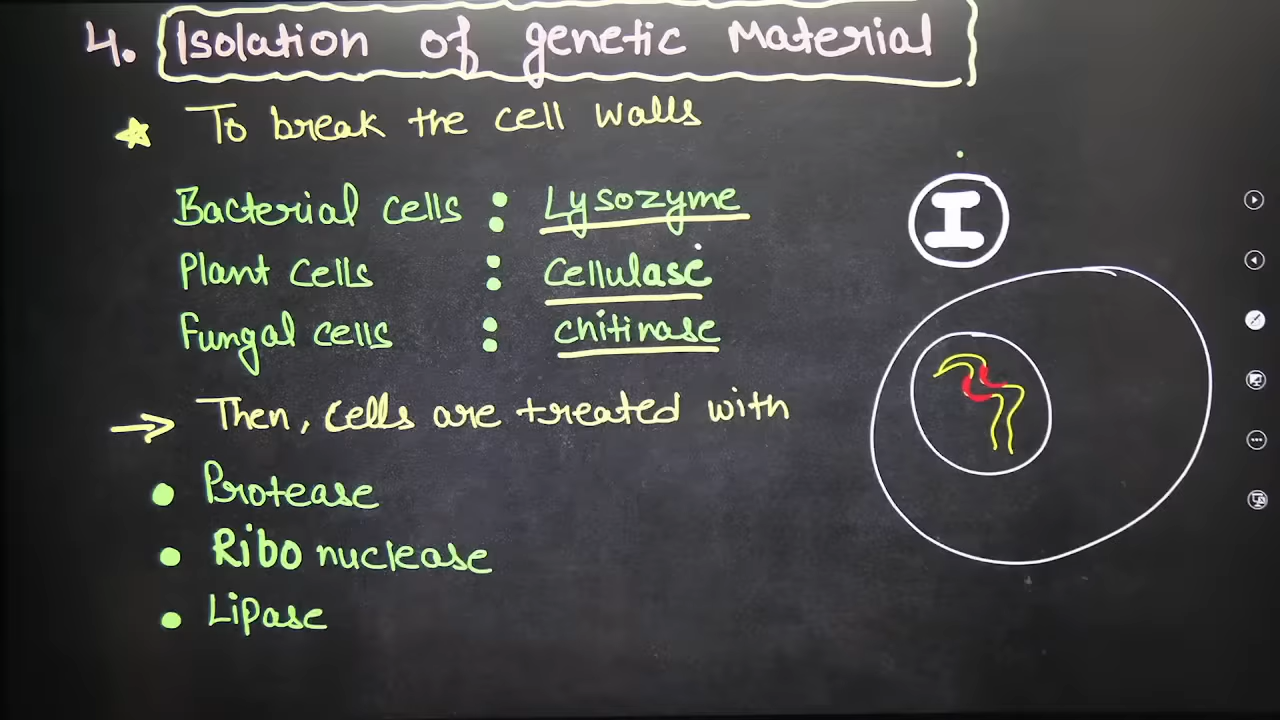 4. Isolation of genetic Material
To break the cell walls
Bacterial cells : Lysozyme
Plant cells : cellulase
Fungal cells : chitinase
I
→ Then, cells are treated with
• Protease
• Ribo nuclease
• Lipase